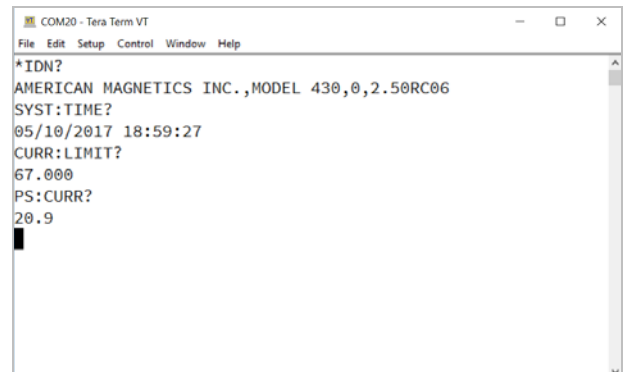 COM20 - Tera Term VT
File Edit Setup Control Window Help
*IDN?
AMERICAN MAGNETICS INC.,MODEL 430,0,2.50RC06
SYST:TIME?
05/10/2017 18:59:27
CURR:LIMIT?
67.000
PS:CURR?
20.9